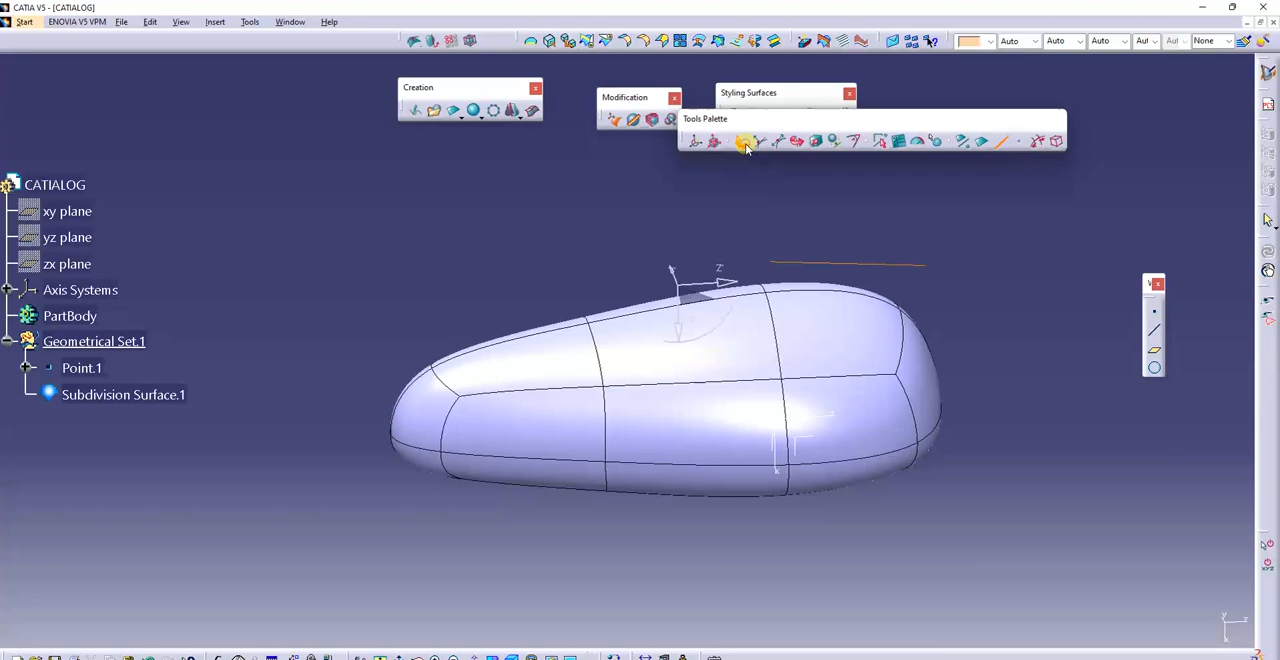 CATIA V5 - [CATIALOG]
Start ENOVIA V5 VPM File Edit View Insert Tools Window Help
Auto Auto Auto Aut Aut None
Creation
Modification
Styling Surfaces
Tools Palette
CATIALOG
xy plane
yz plane
zx plane
Axis Systems
PartBody
Geometrical Set.1
Point.1
Subdivision Surface.1
z
x
y
z
x